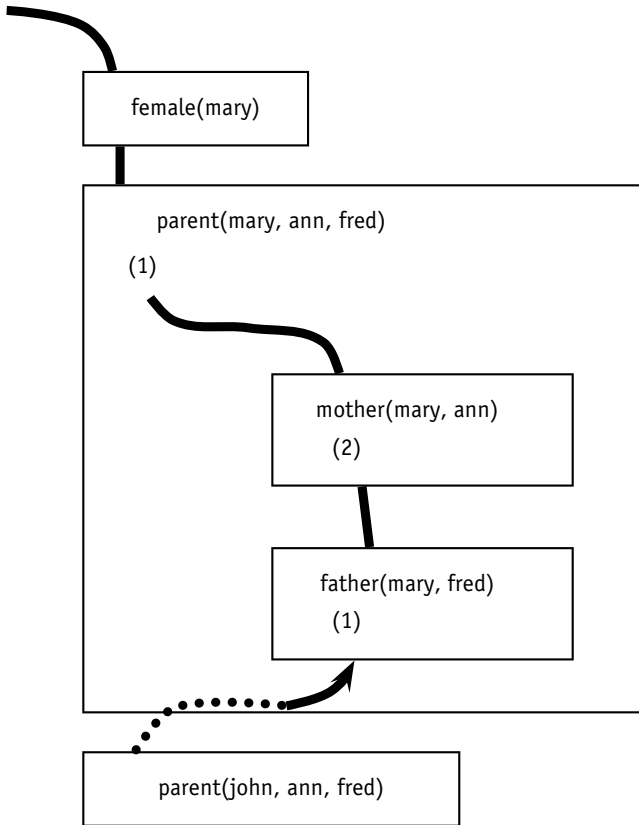 female(mary)
parent(mary, ann, fred)
(1)
mother(mary, ann)
(2)
father(mary, fred)
(1)
parent(john, ann, fred)